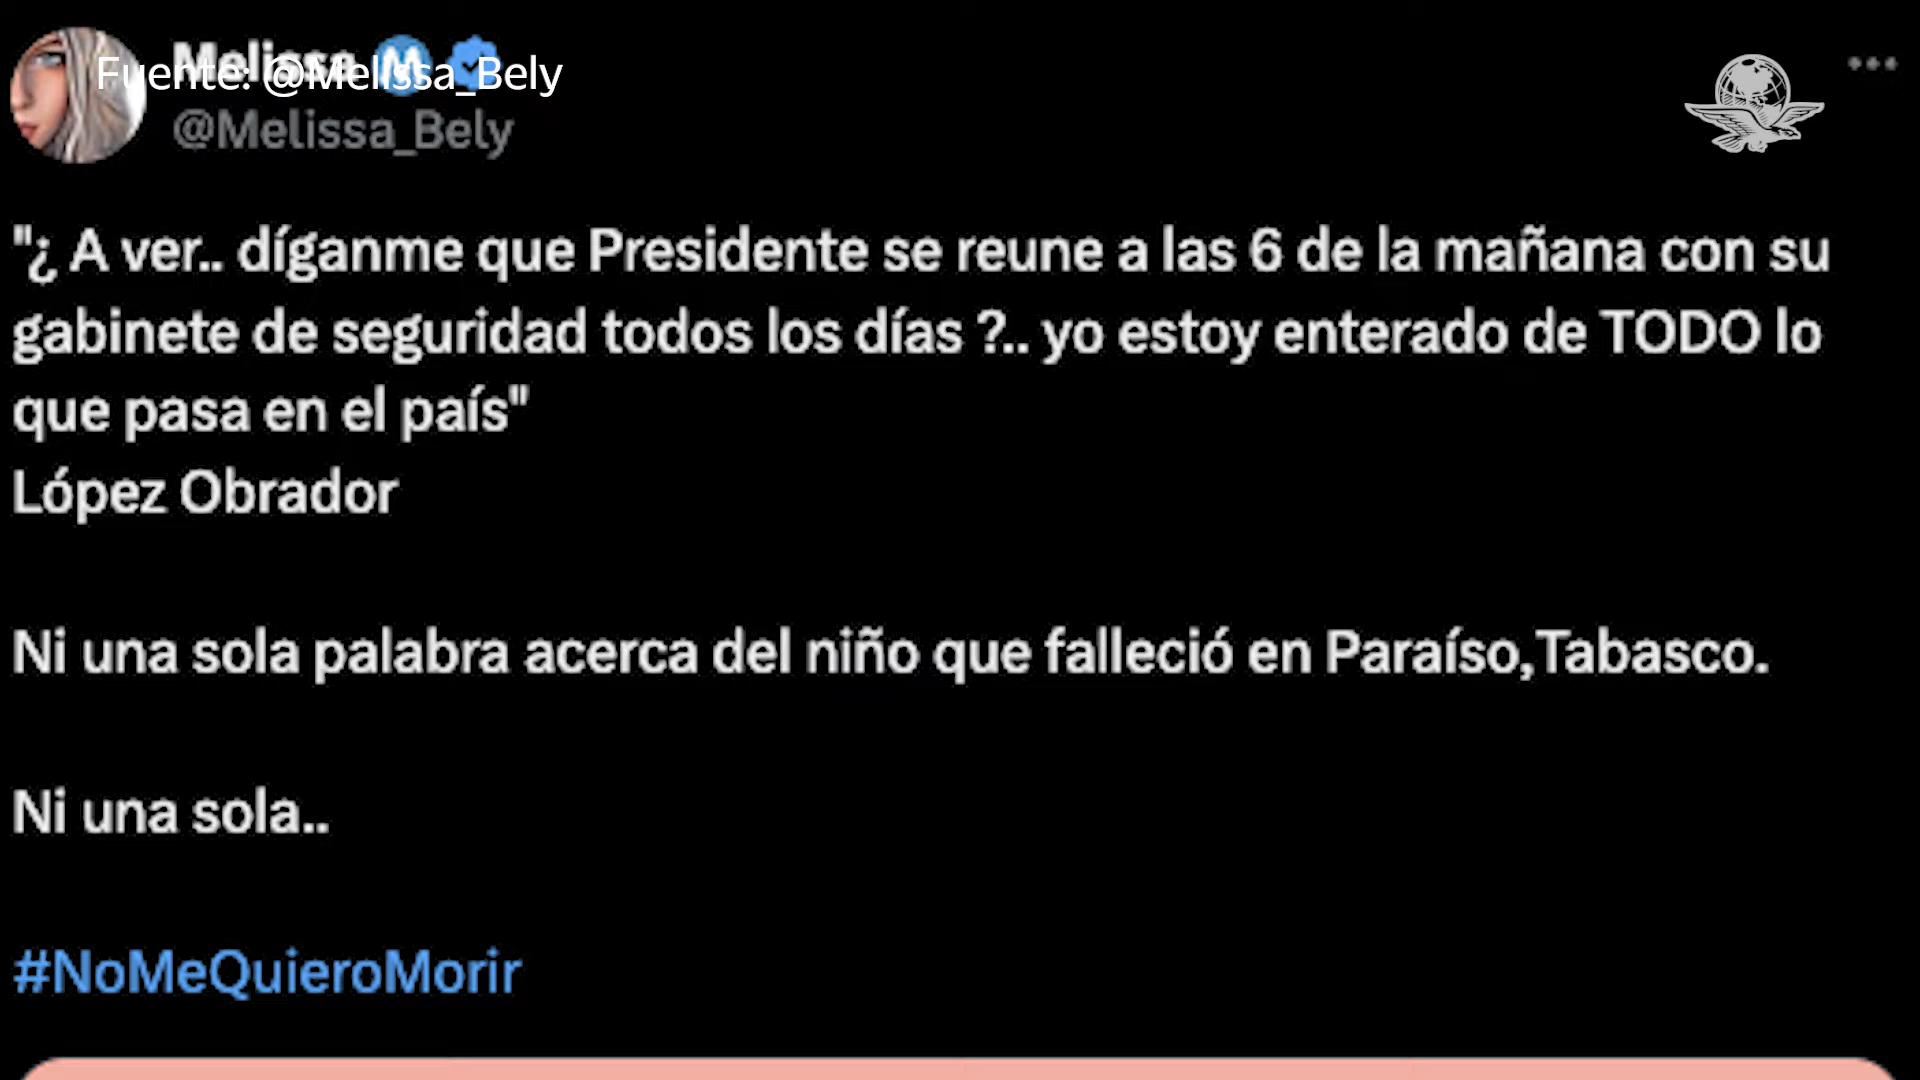 Melissa M
Fuente: @Melissa_Bely
@Melissa_Bely
"¿ A ver.. díganme que Presidente se reune a las 6 de la mañana con su
gabinete de seguridad todos los días ?.. yo estoy enterado de TODO lo
que pasa en el país"
López Obrador
Ni una sola palabra acerca del niño que falleció en Paraíso,Tabasco.
Ni una sola..
#NoMeQuieroMorir